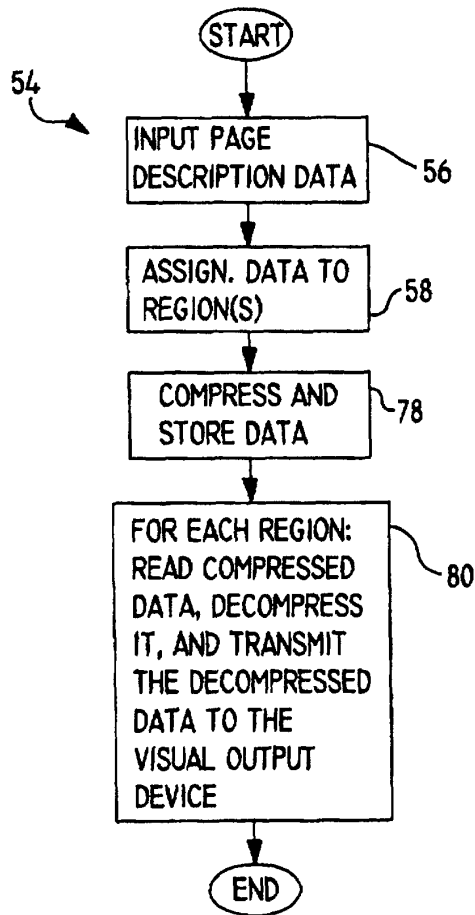 START
54
INPUT PAGE
DESCRIPTION DATA
56
ASSIGN. DATA TO
REGION(S)
58
COMPRESS AND
STORE DATA
78
FOR EACH REGION:
READ COMPRESSED
DATA, DECOMPRESS
IT, AND TRANSMIT
THE DECOMPRESSED
DATA TO THE
VISUAL OUTPUT
DEVICE
80
END